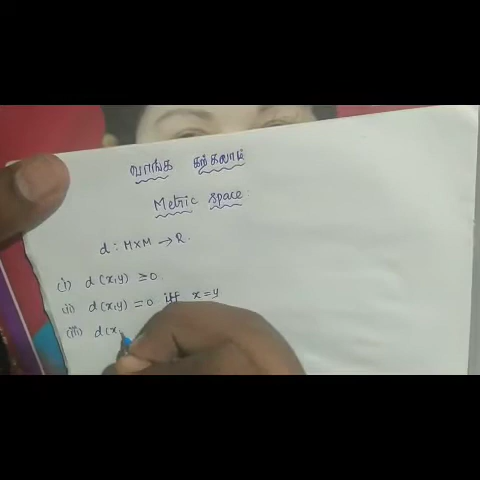 வாங்க கற்கலாம்
Metric space:
d : M×M → R.
(i) d(x,y) ≥ 0.
(ii) d(x,y) = 0 iff x = y
(iii) d(x,